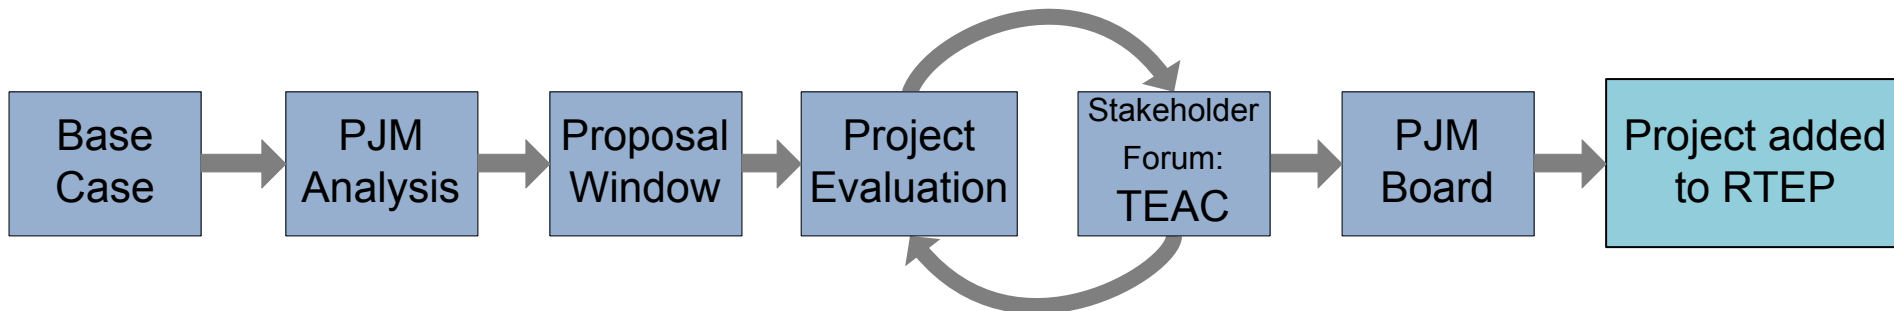 Base
Case
PJM
Analysis
Proposal
Window
Project
Evaluation
Stakeholder
Forum:
TEAC
PJM
Board
Project added
to RTEP